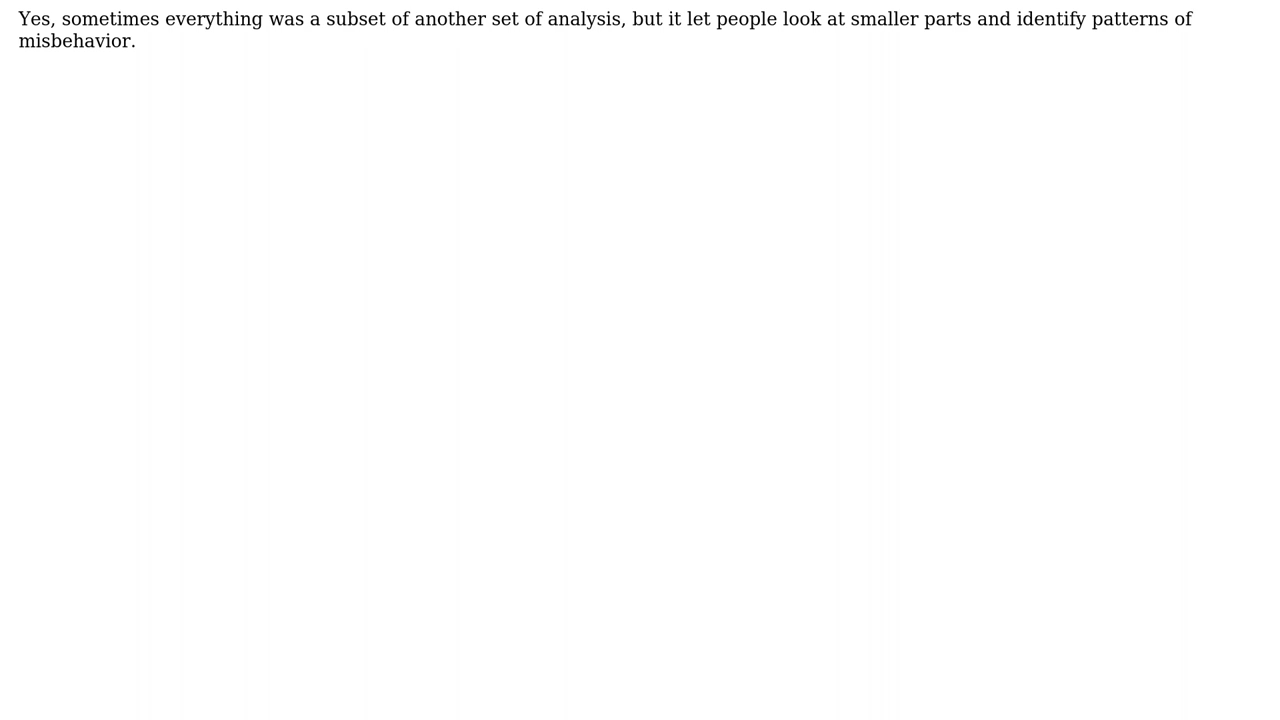 Yes, sometimes everything was a subset of another set of analysis, but it let people look at smaller parts and identify patterns of
misbehavior.